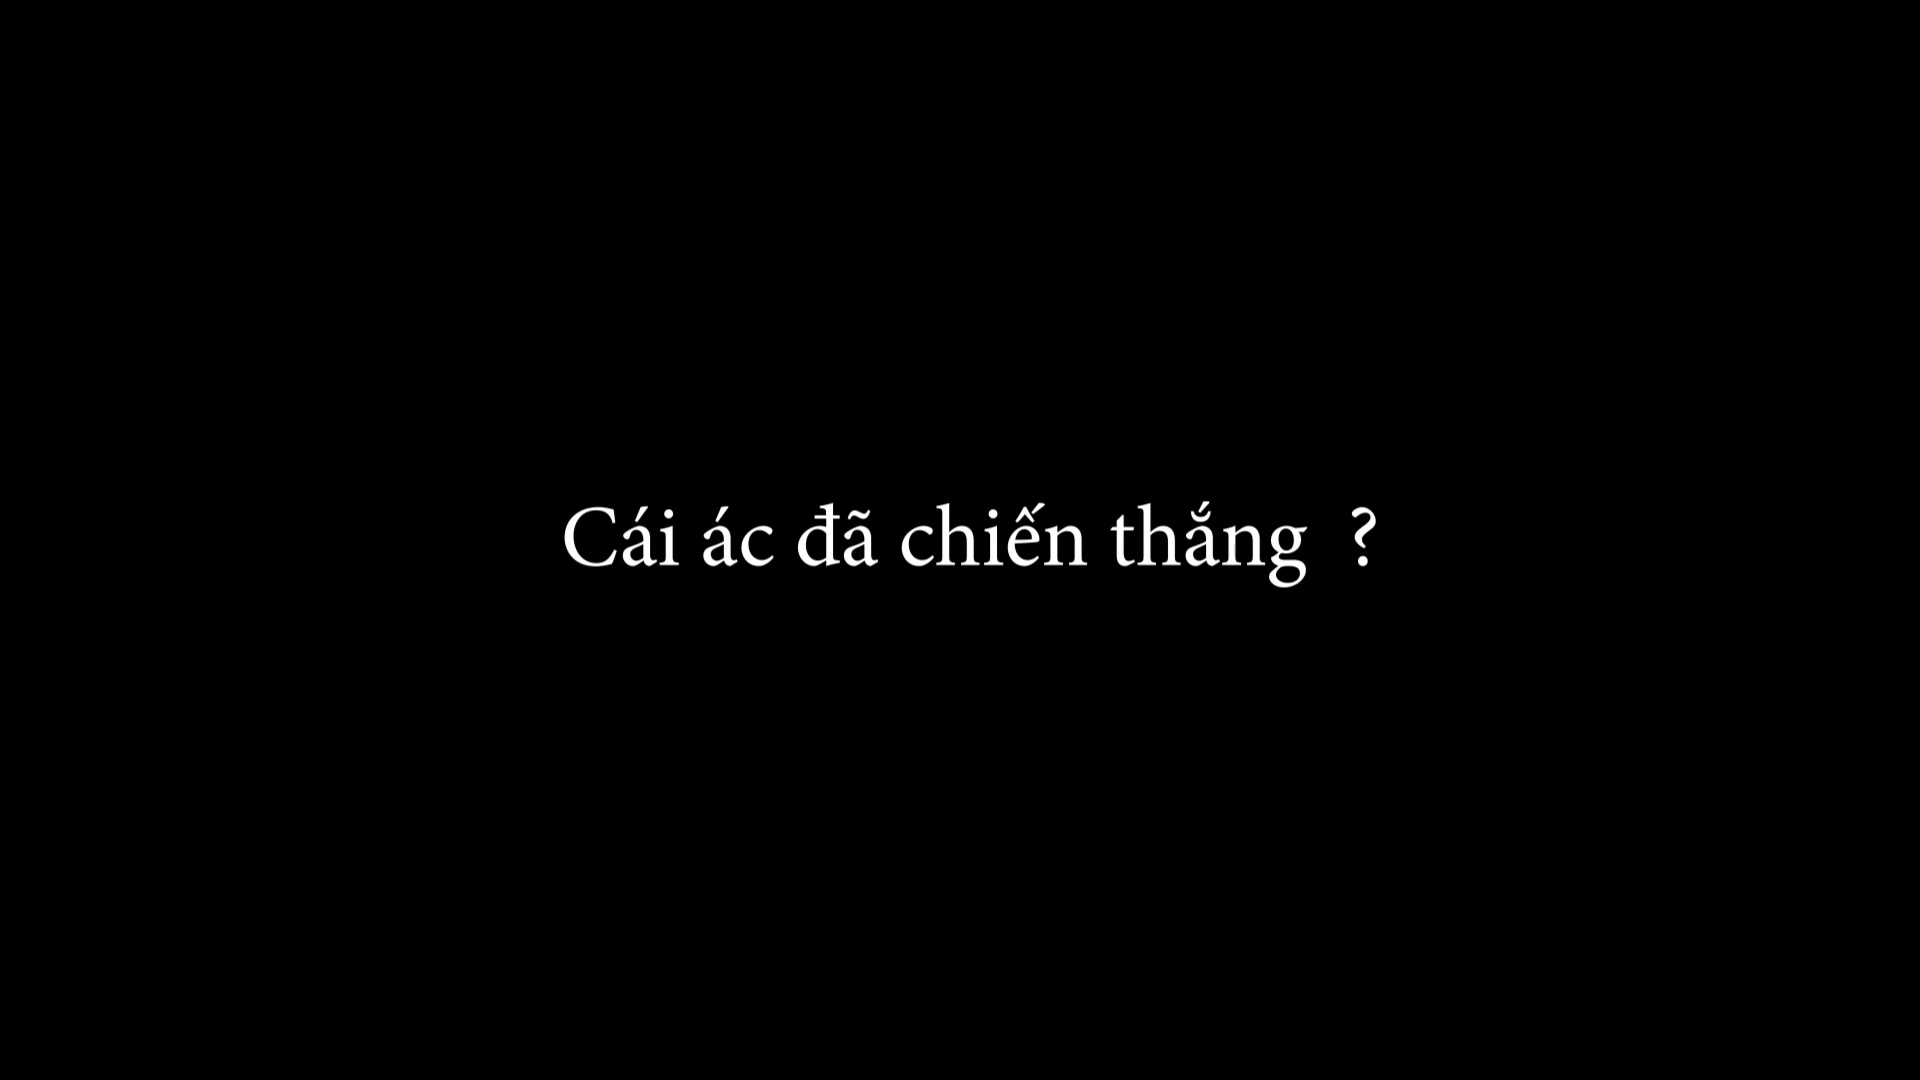 Cái ác đã chiến thắng  ?